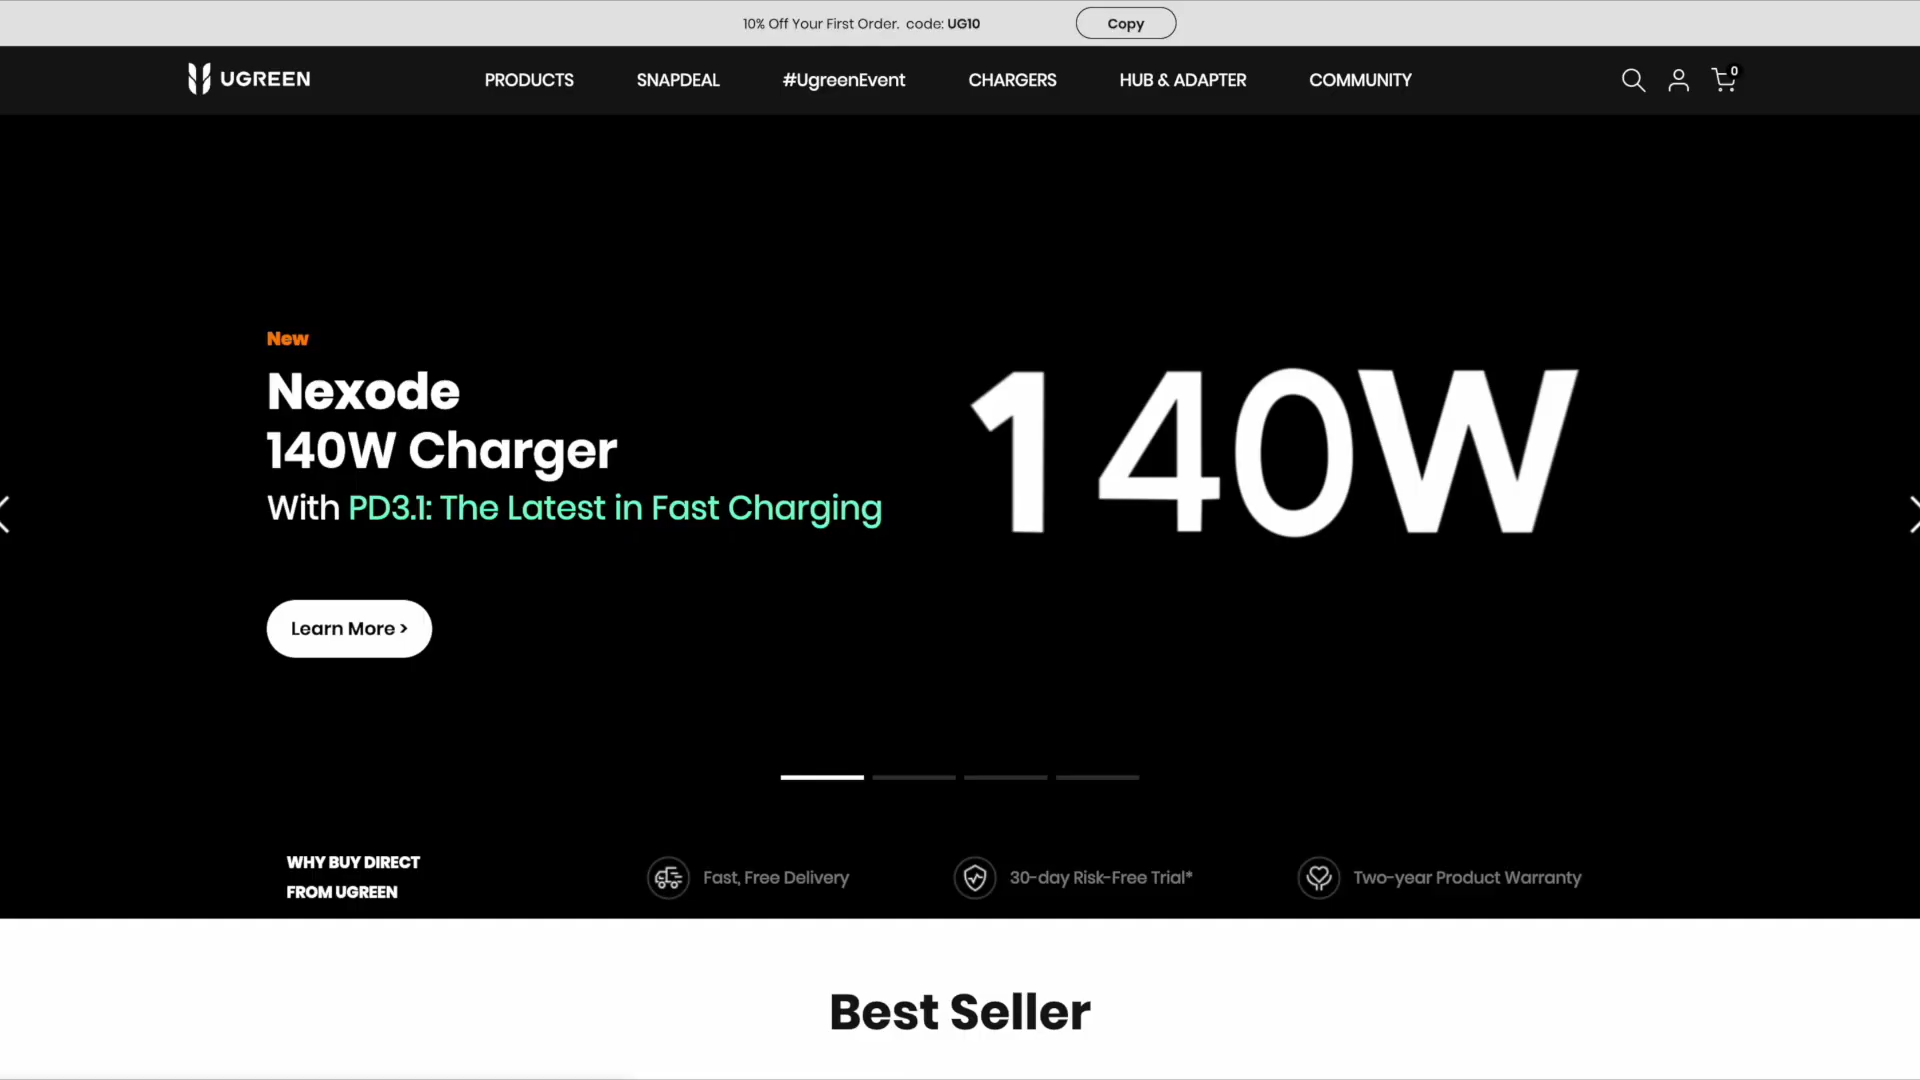 10% Off Your First Order. code: UG10
Copy
UGREEN
PRODUCTS
SNAPDEAL
#UgreenEvent
CHARGERS
HUB & ADAPTER
COMMUNITY
0
New
Nexode
140W Charger
With PD3.1: The Latest in Fast Charging
140W
Learn More >
WHY BUY DIRECT
FROM UGREEN
Fast, Free Delivery
30-day Risk-Free Trial*
Two-year Product Warranty
Best Seller